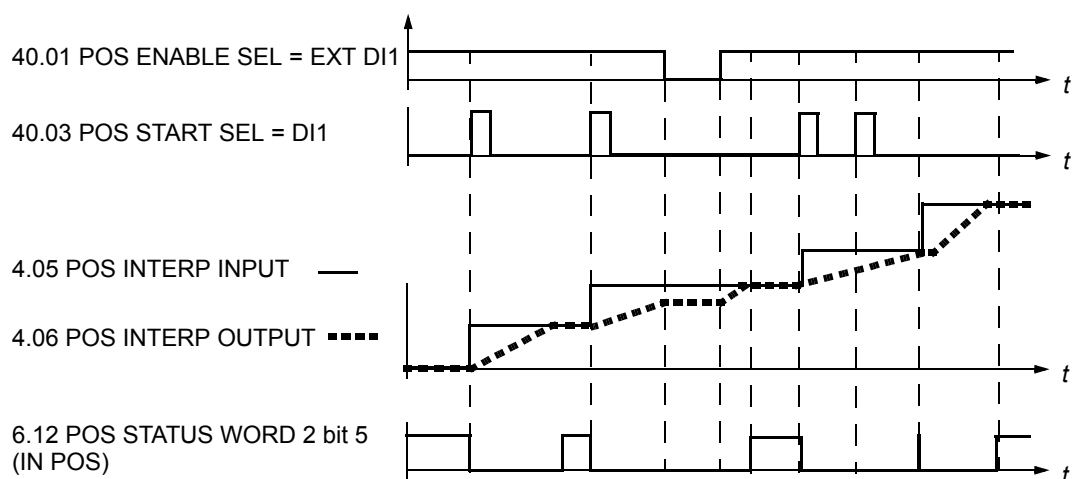 40.01 POS ENABLE SEL = EXT DI1
t
40.03 POS START SEL = DI1
t
4.05 POS INTERP INPUT
4.06 POS INTERP OUTPUT
t
6.12 POS STATUS WORD 2 bit 5
(IN POS)
t